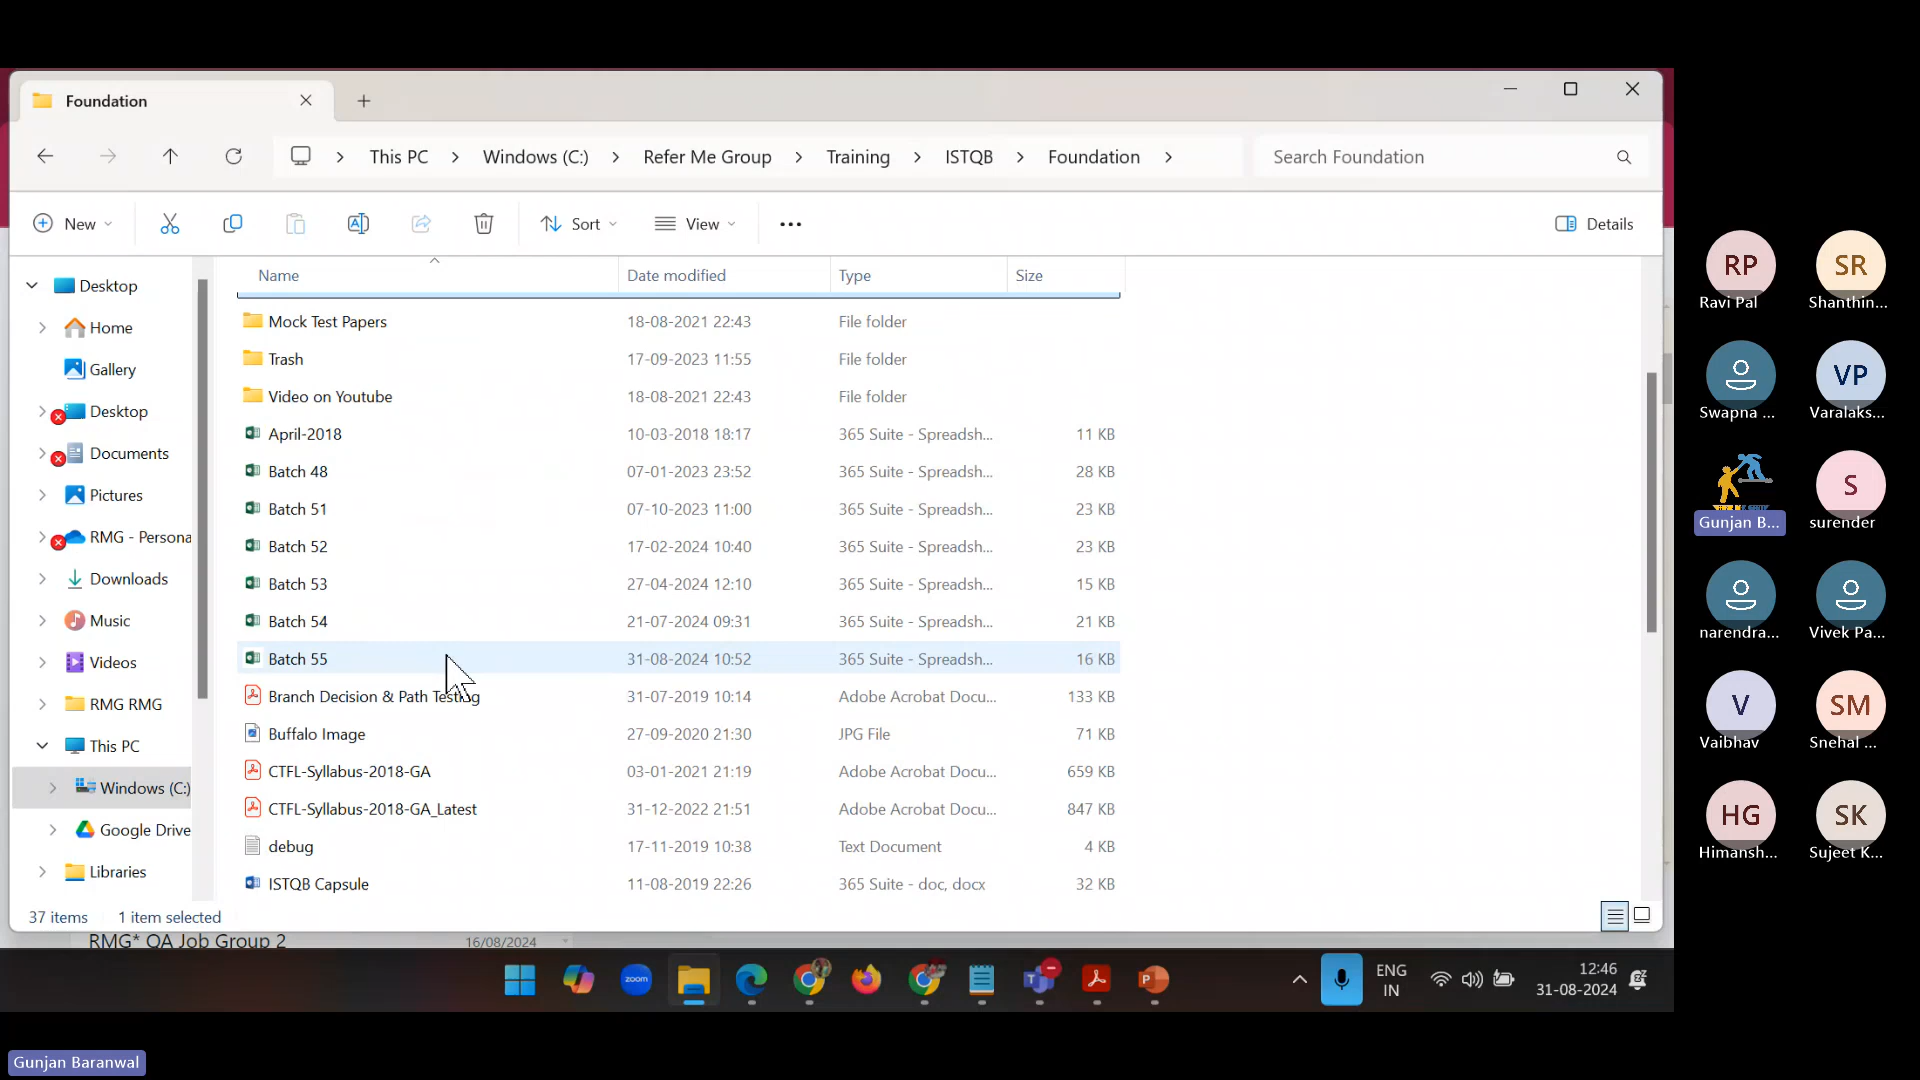 Foundation
This PC
Windows (C:)
Refer Me Group
Training
ISTQB
Foundation
Search Foundation
New
Sort
View
Details
Name
Date modified
Type
Size
Desktop
Home
Gallery
Desktop
Documents
Pictures
RMG - Persona
Downloads
Music
Videos
RMG RMG
This PC
Windows (C:)
Google Drive
Libraries
Mock Test Papers 18-08-2021 22:43 File folder
Trash 17-09-2023 11:55 File folder
Video on Youtube 18-08-2021 22:43 File folder
April-2018 10-03-2018 18:17 365 Suite - Spreadsh... 11 KB
Batch 48 07-01-2023 23:52 365 Suite - Spreadsh... 28 KB
Batch 51 07-10-2023 11:00 365 Suite - Spreadsh... 23 KB
Batch 52 17-02-2024 10:40 365 Suite - Spreadsh... 23 KB
Batch 53 27-04-2024 12:10 365 Suite - Spreadsh... 15 KB
Batch 54 21-07-2024 09:31 365 Suite - Spreadsh... 21 KB
Batch 55 31-08-2024 10:52 365 Suite - Spreadsh... 16 KB
Branch Decision & Path Testing 31-07-2019 10:14 Adobe Acrobat Docu... 133 KB
Buffalo Image 27-09-2020 21:30 JPG File 71 KB
CTFL-Syllabus-2018-GA 03-01-2021 21:19 Adobe Acrobat Docu... 659 KB
CTFL-Syllabus-2018-GA_Latest 31-12-2022 21:51 Adobe Acrobat Docu... 847 KB
debug 17-11-2019 10:38 Text Document 4 KB
ISTQB Capsule 11-08-2019 22:26 365 Suite - doc, docx 32 KB
37 items 1 item selected
RMG* QA Job Group 2 16/08/2024
zoom
ENG
IN
12:46
31-08-2024
RP
Ravi Pal
SR
Shanthin...
Swapna ...
VP
Varalaks...
Gunjan B...
S
surender
narendra...
Vivek Pa...
V
Vaibhav
SM
Snehal ...
HG
Himansh...
SK
Sujeet K...
Gunjan Baranwal